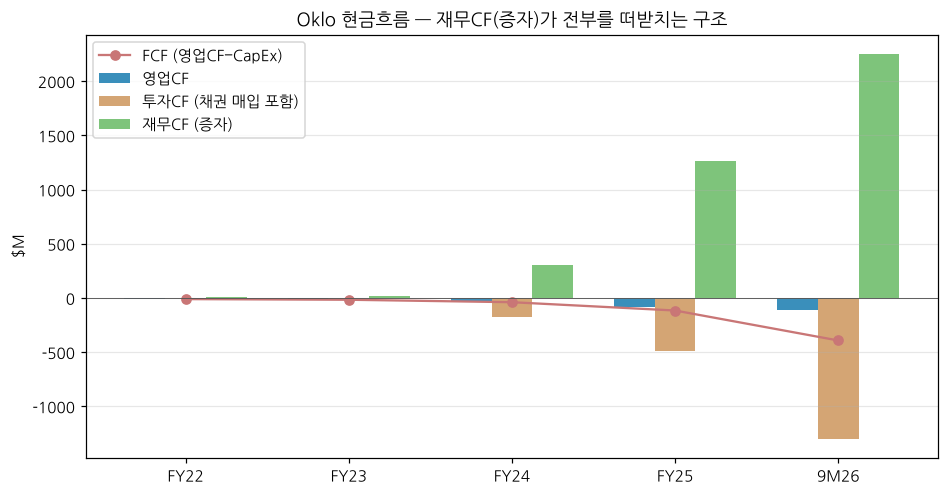 Oklo 현금흐름 — 재무CF(증자)가 전부를 떠받치는 구조
FCF (영업CF−CapEx)
영업CF
투자CF (채권 매입 포함)
재무CF (증자)
$M
2000
1500
1000
500
0
-500
-1000
FY22
FY23
FY24
FY25
9M26